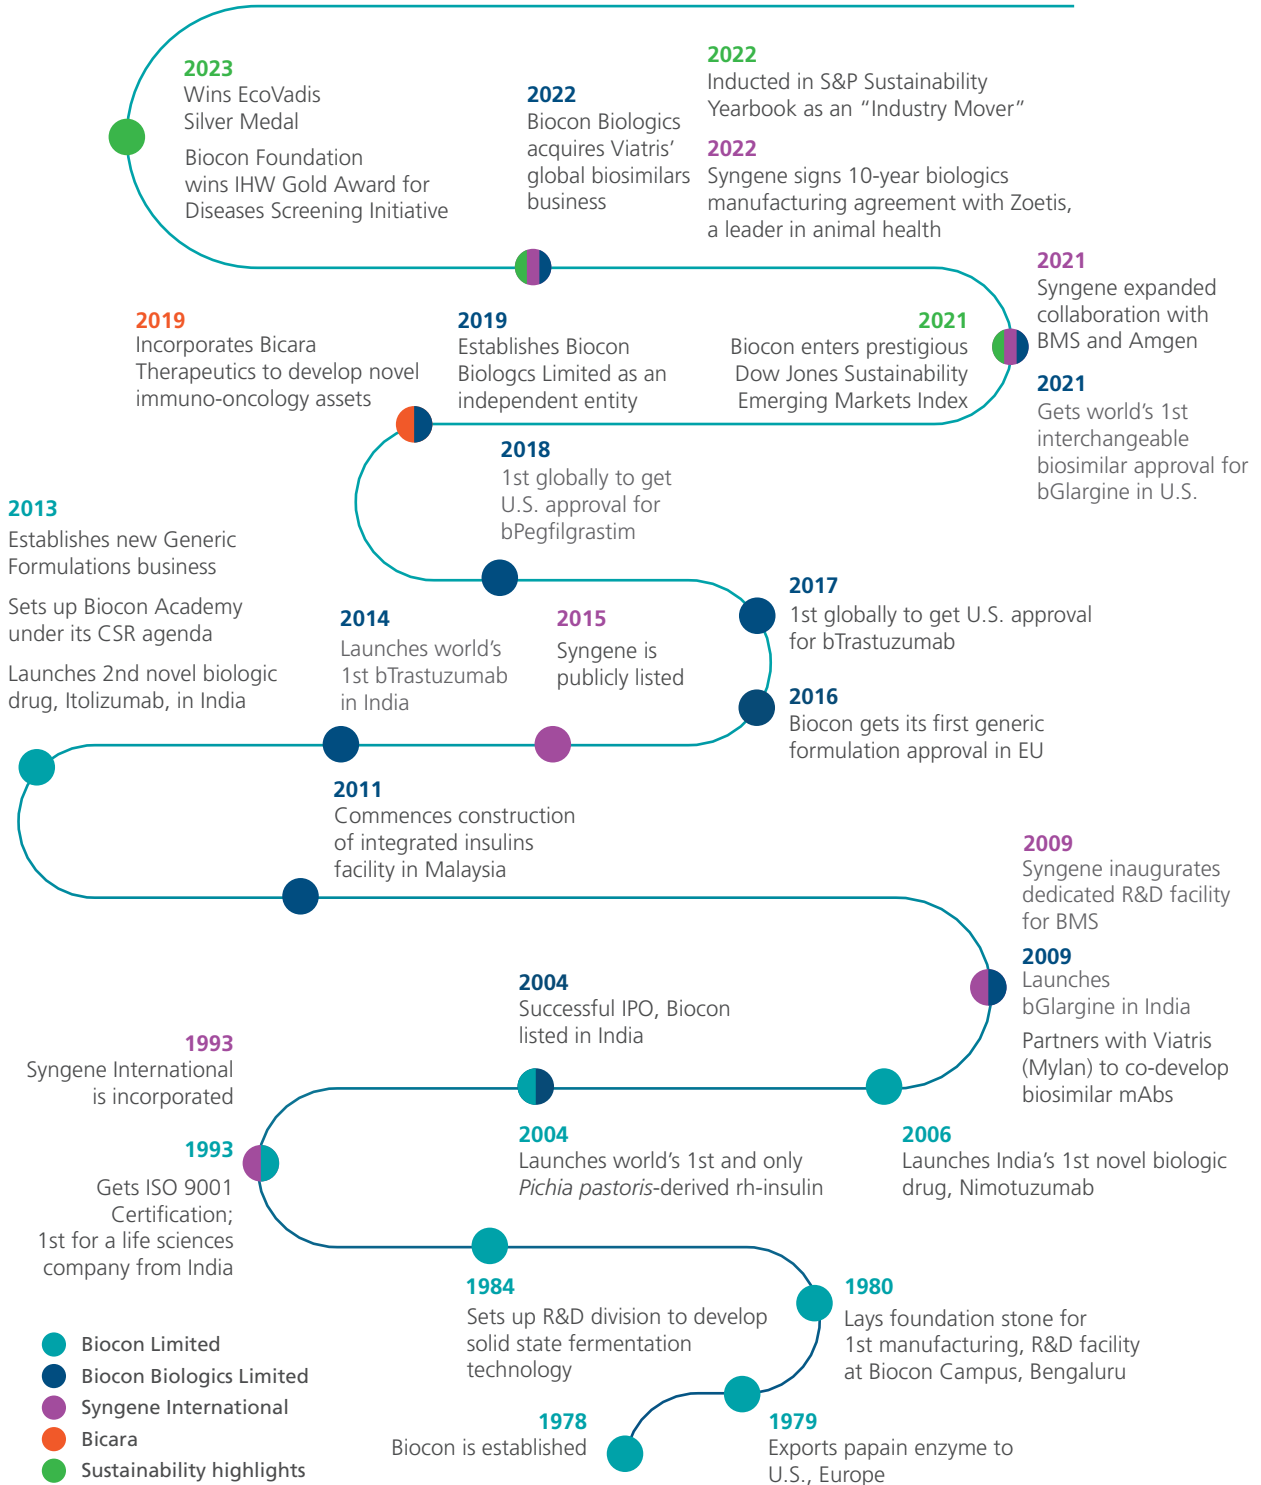 2023
Wins EcoVadis
Silver Medal
Biocon Foundation
wins IHW Gold Award for
Diseases Screening Initiative
2022
Biocon Biologics
acquires Viatris’
global biosimilars
business
2022
Inducted in S&P Sustainability
Yearbook as an “Industry Mover”
2022
Syngene signs 10-year biologics
manufacturing agreement with Zoetis,
a leader in animal health
2021
Syngene expanded
collaboration with
BMS and Amgen
2021
Gets world’s 1st
interchangeable
biosimilar approval for
bGlargine in U.S.
2021
Biocon enters prestigious
Dow Jones Sustainability
Emerging Markets Index
2019
Establishes Biocon
Biologcs Limited as an
independent entity
2019
Incorporates Bicara
Therapeutics to develop novel
immuno-oncology assets
2018
1st globally to get
U.S. approval for
bPegfilgrastim
2017
1st globally to get U.S. approval
for bTrastuzumab
2016
Biocon gets its first generic
formulation approval in EU
2015
Syngene is
publicly listed
2014
Launches world’s
1st bTrastuzumab
in India
2013
Establishes new Generic
Formulations business
Sets up Biocon Academy
under its CSR agenda
Launches 2nd novel biologic
drug, Itolizumab, in India
2011
Commences construction
of integrated insulins
facility in Malaysia
2009
Syngene inaugurates
dedicated R&D facility
for BMS
2009
Launches
bGlargine in India
Partners with Viatris
(Mylan) to co-develop
biosimilar mAbs
2006
Launches India’s 1st novel biologic
drug, Nimotuzumab
2004
Successful IPO, Biocon
listed in India
2004
Launches world’s 1st and only
Pichia pastoris-derived rh-insulin
1993
Syngene International
is incorporated
1993
Gets ISO 9001
Certification;
1st for a life sciences
company from India
1984
Sets up R&D division to develop
solid state fermentation
technology
1980
Lays foundation stone for
1st manufacturing, R&D facility
at Biocon Campus, Bengaluru
1979
Exports papain enzyme to
U.S., Europe
1978
Biocon is established
Biocon Limited
Biocon Biologics Limited
Syngene International
Bicara
Sustainability highlights